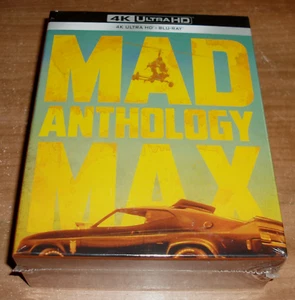 4K ULTRA HD
4K ULTRA HD + BLU-RAY
MAD
ANTHOLOGY
MAX